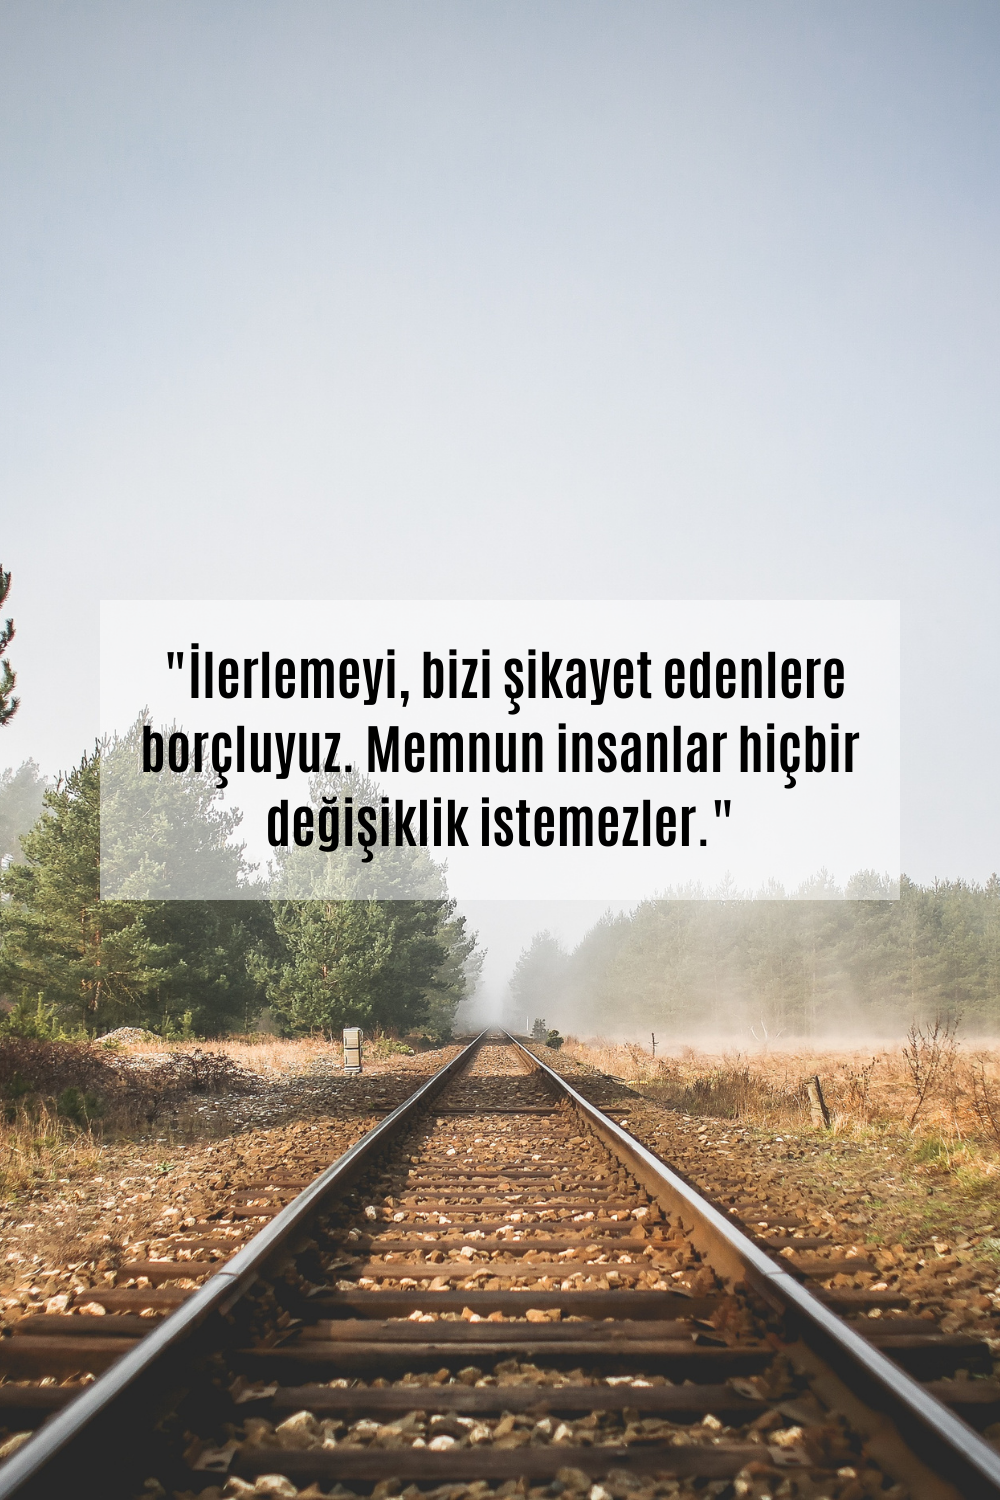 "İlerlemeyi, bizi şikayet edenlere
borçluyuz. Memnun insanlar hiçbir
değişiklik istemezler."